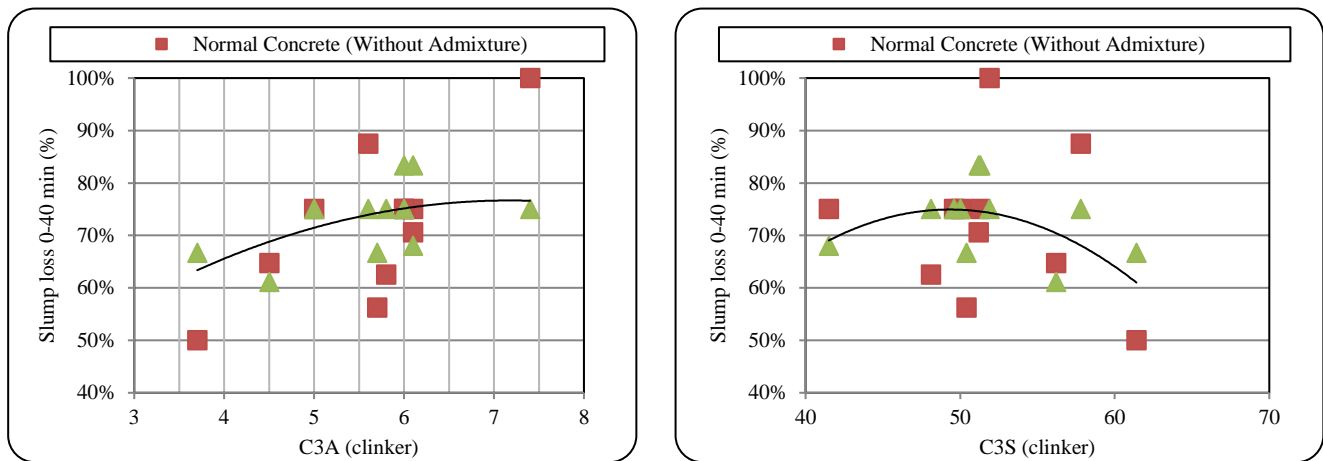 Normal Concrete (Without Admixture)
100%
90%
80%
70%
60%
50%
40%
Slump loss 0-40 min (%)
3 4 5 6 7 8
C3A (clinker)
Normal Concrete (Without Admixture)
100%
90%
80%
70%
60%
50%
40%
Slump loss 0-40 min (%)
40 50 60 70
C3S (clinker)